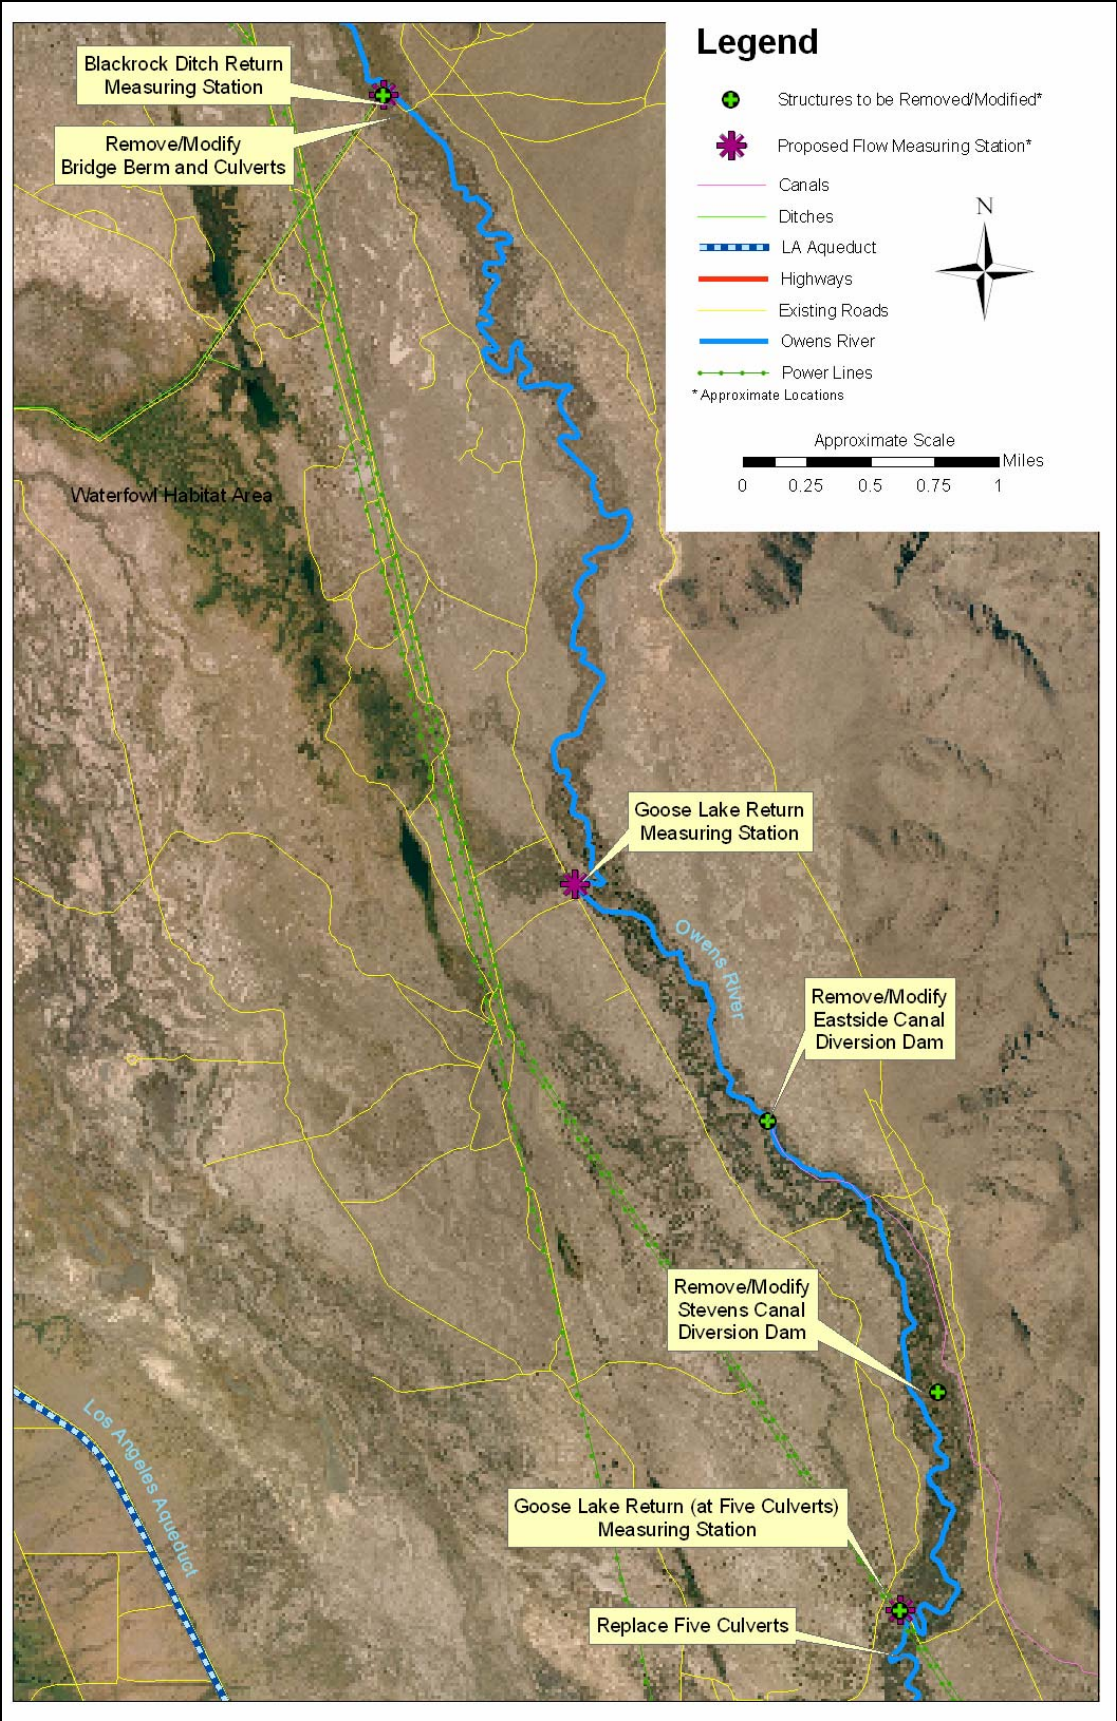 Blackrock Ditch Return
Measuring Station
Remove/Modify
Bridge Berm and Culverts
Legend
Structures to be Removed/Modified*
Proposed Flow Measuring Station*
Canals
Ditches
LA Aqueduct
Highways
Existing Roads
Owens River
Power Lines
* Approximate Locations
N
Approximate Scale
Miles
0 0.25 0.5 0.75 1
Waterfowl Habitat Area
Goose Lake Return
Measuring Station
Owens River
Remove/Modify
Eastside Canal
Diversion Dam
Remove/Modify
Stevens Canal
Diversion Dam
Los Angeles Aqueduct
Goose Lake Return (at Five Culverts)
Measuring Station
Replace Five Culverts